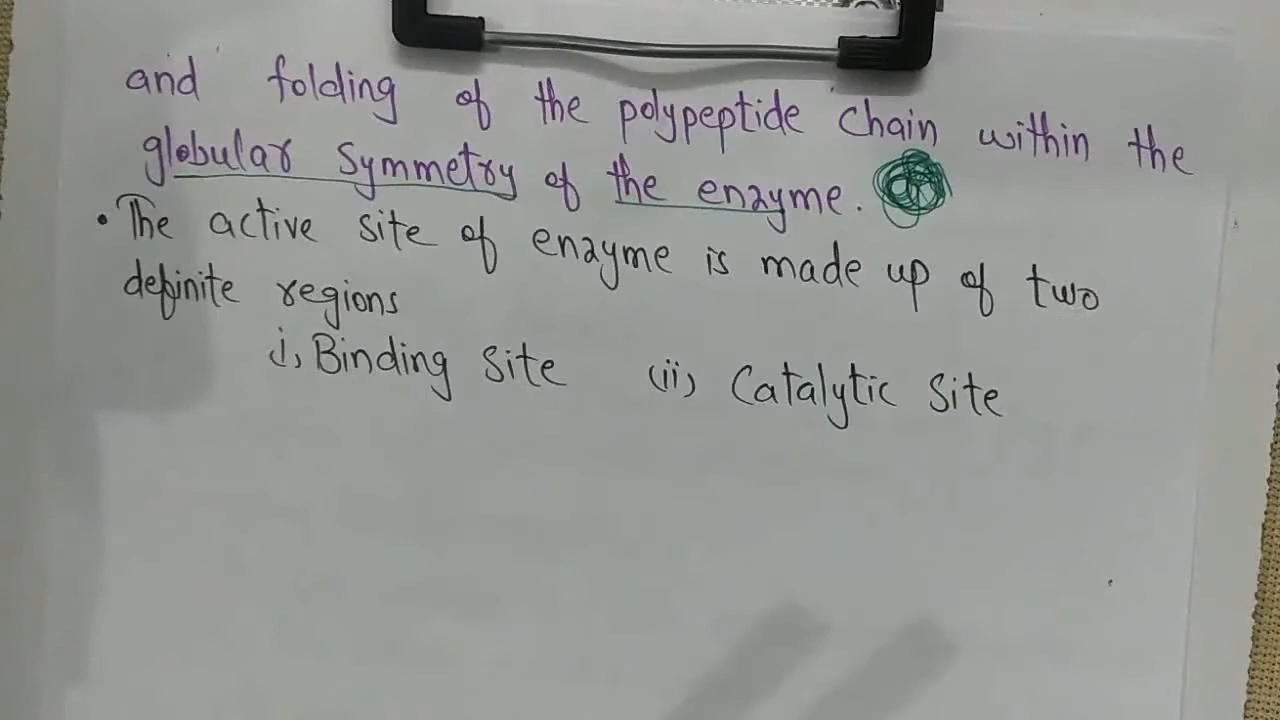 and folding of the polypeptide chain within the
globular symmetry of the enzyme.
• The active site of enzyme is made up of two
definite regions
i, Binding site (ii) Catalytic site